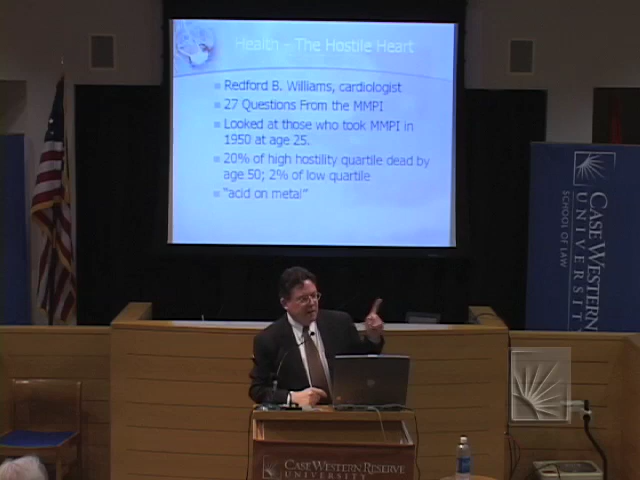 Health – The Hostile Heart
Redford B. Williams, cardiologist
27 Questions From the MMPI
Looked at those who took MMPI in
1950 at age 25.
20% of high hostility quartile dead by
age 50; 2% of low quartile
"acid on metal"
CASE WESTERN
UNIVERSITY
SCHOOL OF LAW
CASE WESTERN RESERVE
UNIVERSITY